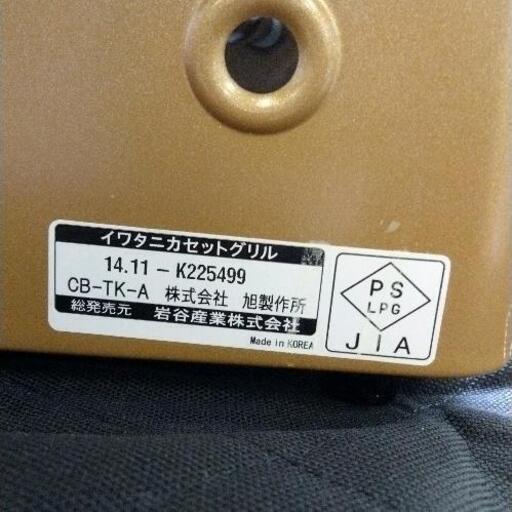 イワタニカセットグリル
14.11 − K225499
CB−TK−A 株式会社 旭製作所
総発売元 岩谷産業株式会社
Made in KOREA
PS
LPG
JIA